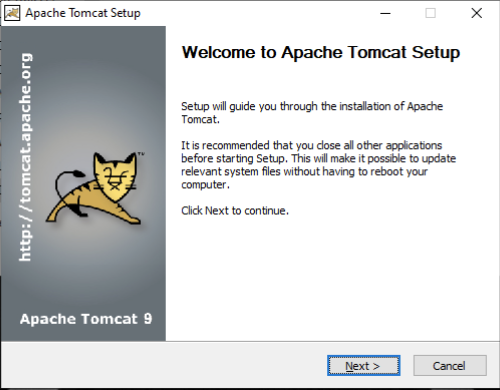 Apache Tomcat Setup
http://tomcat.apache.org
TM
Apache Tomcat 9
Welcome to Apache Tomcat Setup
Setup will guide you through the installation of Apache
Tomcat.
It is recommended that you close all other applications
before starting Setup. This will make it possible to update
relevant system files without having to reboot your
computer.
Click Next to continue.
Next >
Cancel